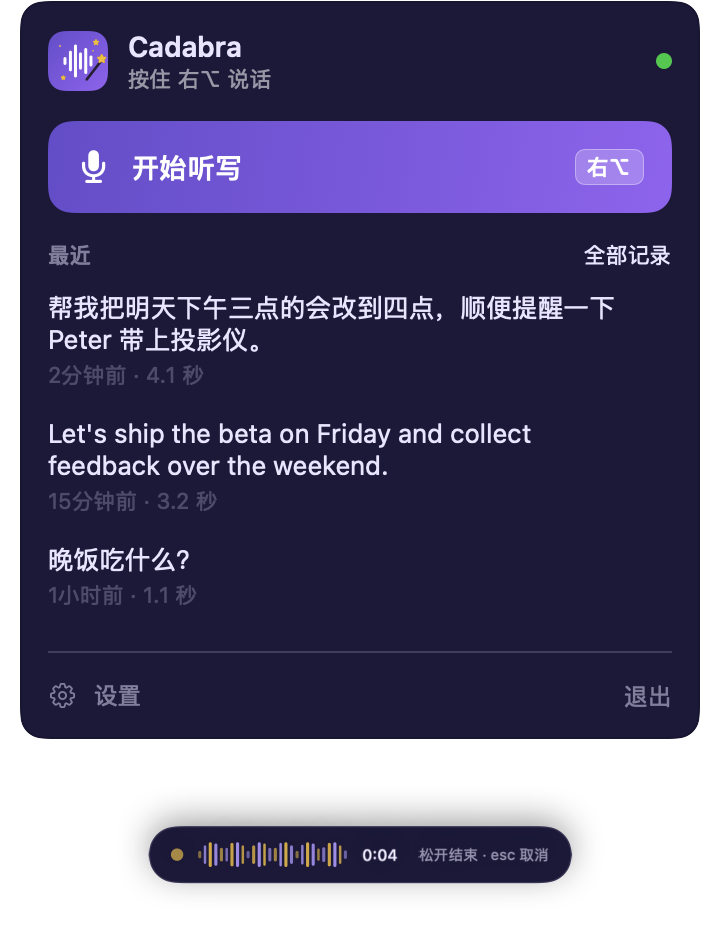 Cadabra
按住 右⌥ 说话
开始听写
右⌥
最近
全部记录
帮我把明天下午三点的会改到四点，顺便提醒一下
Peter 带上投影仪。
2分钟前 · 4.1 秒
Let's ship the beta on Friday and collect
feedback over the weekend.
15分钟前 · 3.2 秒
晚饭吃什么？
1小时前 · 1.1 秒
设置
退出
0:04
松开结束 · esc 取消